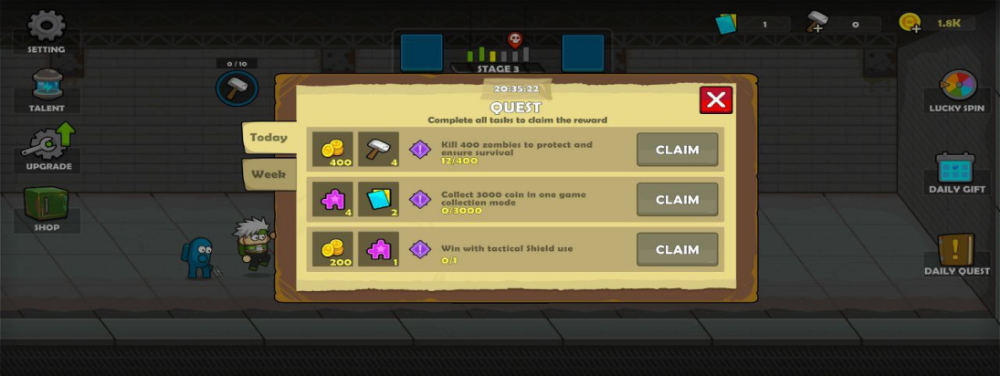 1
0
1.8K
SETTING
0 / 10
STAGE 3
TALENT
20:35:22
QUEST
LUCKY SPIN
Complete all tasks to claim the reward
Today
400
4
Kill 400 zombies to protect and
ensure survival
12/400
CLAIM
UPGRADE
Week
4
2
Collect 3000 coin in one game
collection mode
0/3000
CLAIM
DAILY GIFT
SHOP
200
1
Win with tactical Shield use
0/1
CLAIM
DAILY QUEST